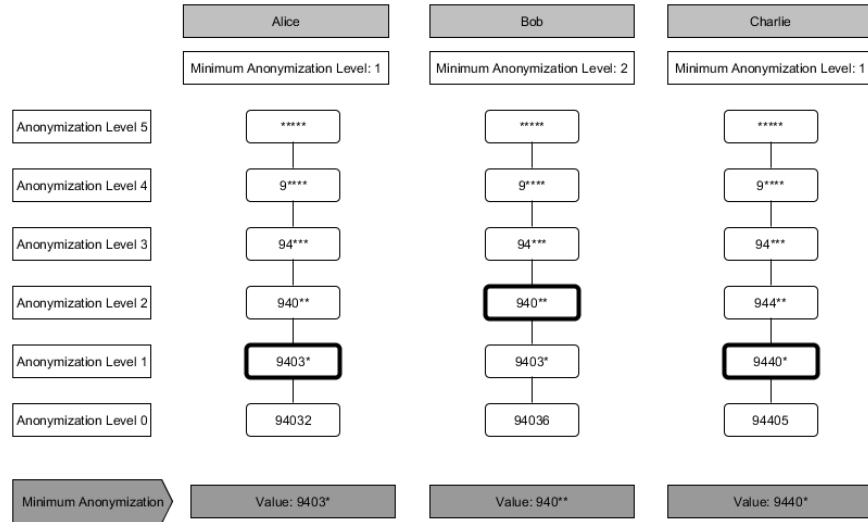 Alice
Bob
Charlie
Minimum Anonymization Level: 1
Minimum Anonymization Level: 2
Minimum Anonymization Level: 1
Anonymization Level 5
*****
*****
*****
Anonymization Level 4
9****
9****
9****
Anonymization Level 3
94***
94***
94***
Anonymization Level 2
940**
940**
944**
Anonymization Level 1
9403*
9403*
9440*
Anonymization Level 0
94032
94036
94405
Minimum Anonymization
Value: 9403*
Value: 940**
Value: 9440*